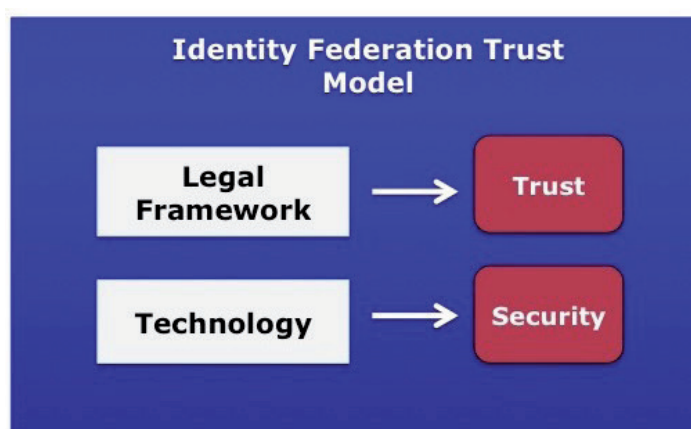 Identity Federation Trust
Model
Legal
Framework
Trust
Technology
Security